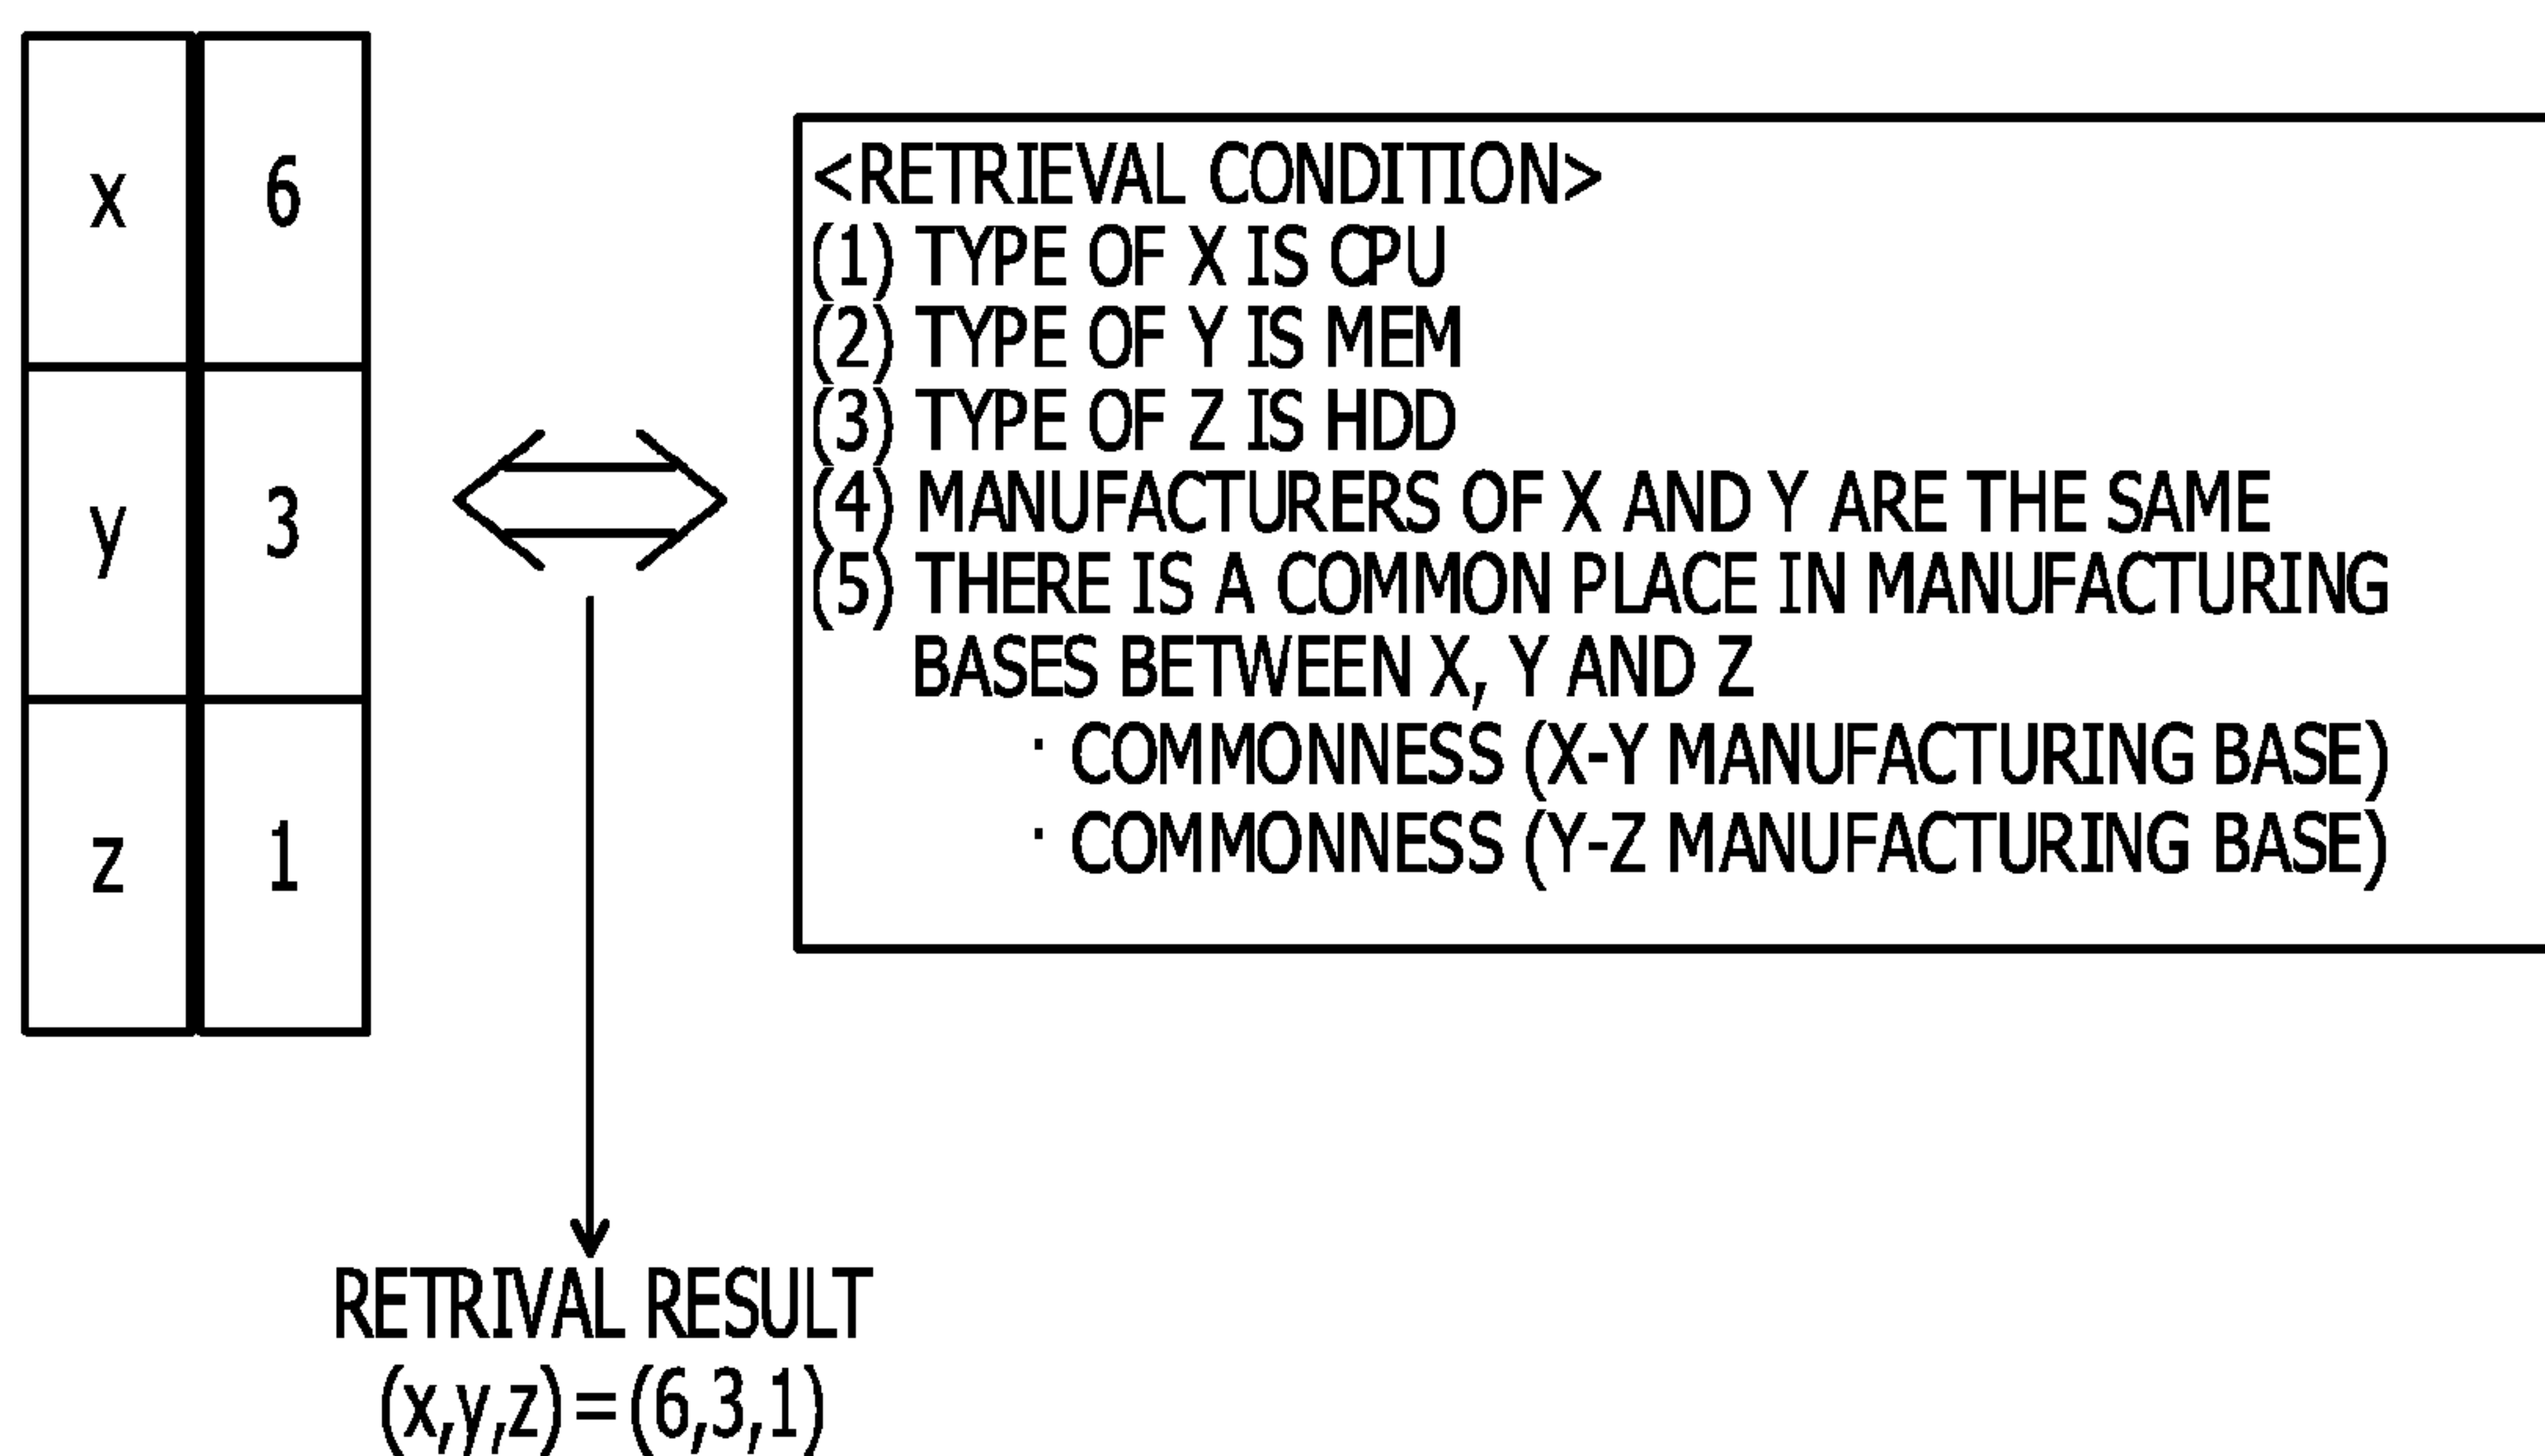 x 6
y 3
z 1
<RETRIEVAL CONDITION>
(1) TYPE OF X IS CPU
(2) TYPE OF Y IS MEM
(3) TYPE OF Z IS HDD
(4) MANUFACTURERS OF X AND Y ARE THE SAME
(5) THERE IS A COMMON PLACE IN MANUFACTURING
BASES BETWEEN X, Y AND Z
· COMMONNESS (X-Y MANUFACTURING BASE)
· COMMONNESS (Y-Z MANUFACTURING BASE)
RETRIVAL RESULT
(x,y,z)=(6,3,1)